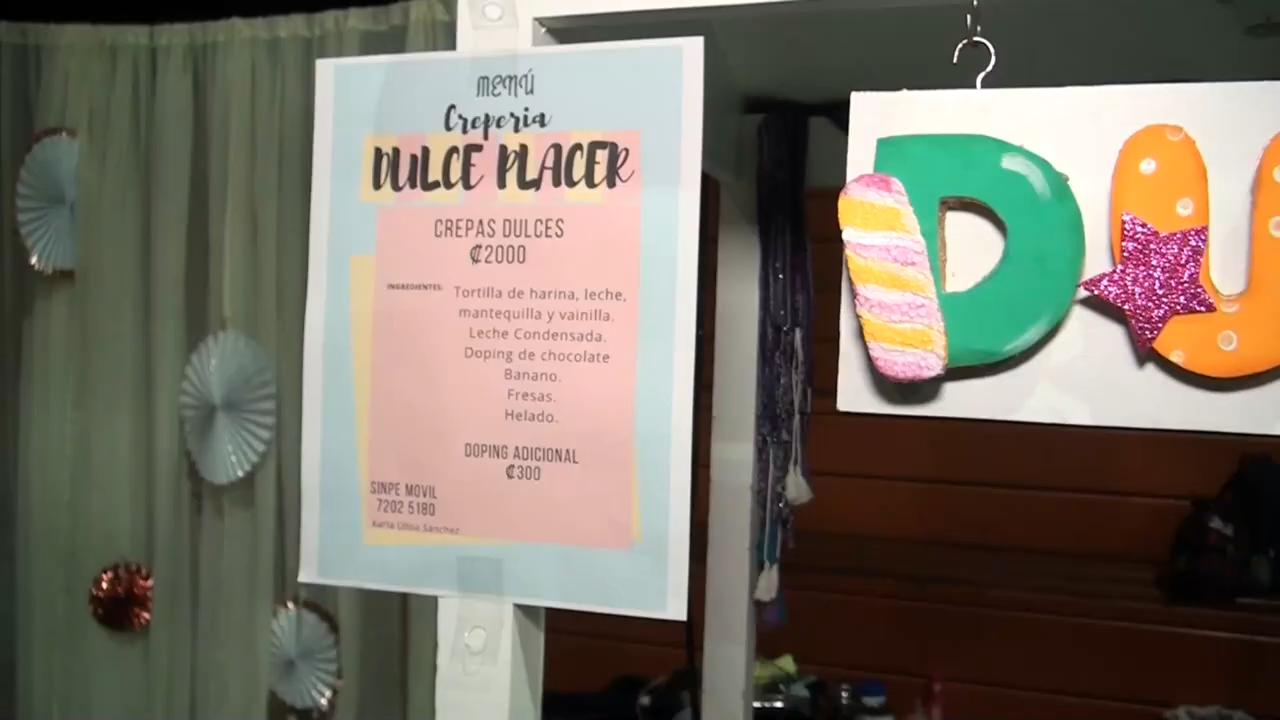 menú
Creperia
DULCE PLACER
CREPAS DULCES
₡2000
INGREDIENTES:
Tortilla de harina, leche,
mantequilla y vainilla.
Leche Condensada.
Doping de chocolate
Banano.
Fresas.
Helado.
DOPING ADICIONAL
₡300
SINPE MOVIL
7202 5180
Karla Ulloa Sánchez
DU